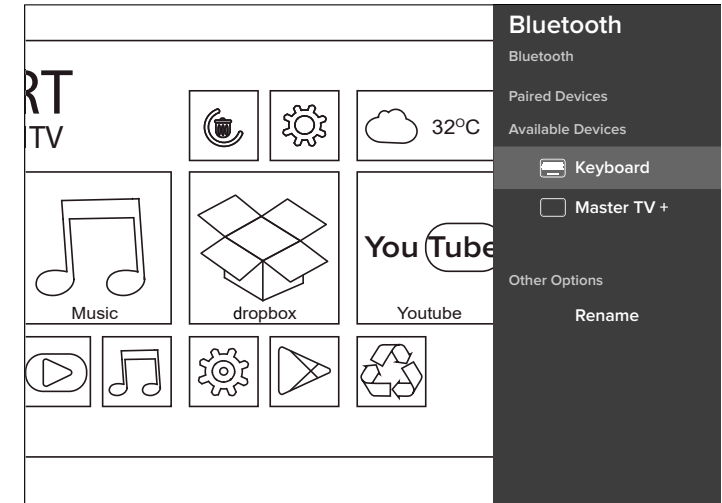 RT
TV
32°C
Music
dropbox
You Tube
Youtube
Bluetooth
Bluetooth
Paired Devices
Available Devices
Keyboard
Master TV +
Other Options
Rename